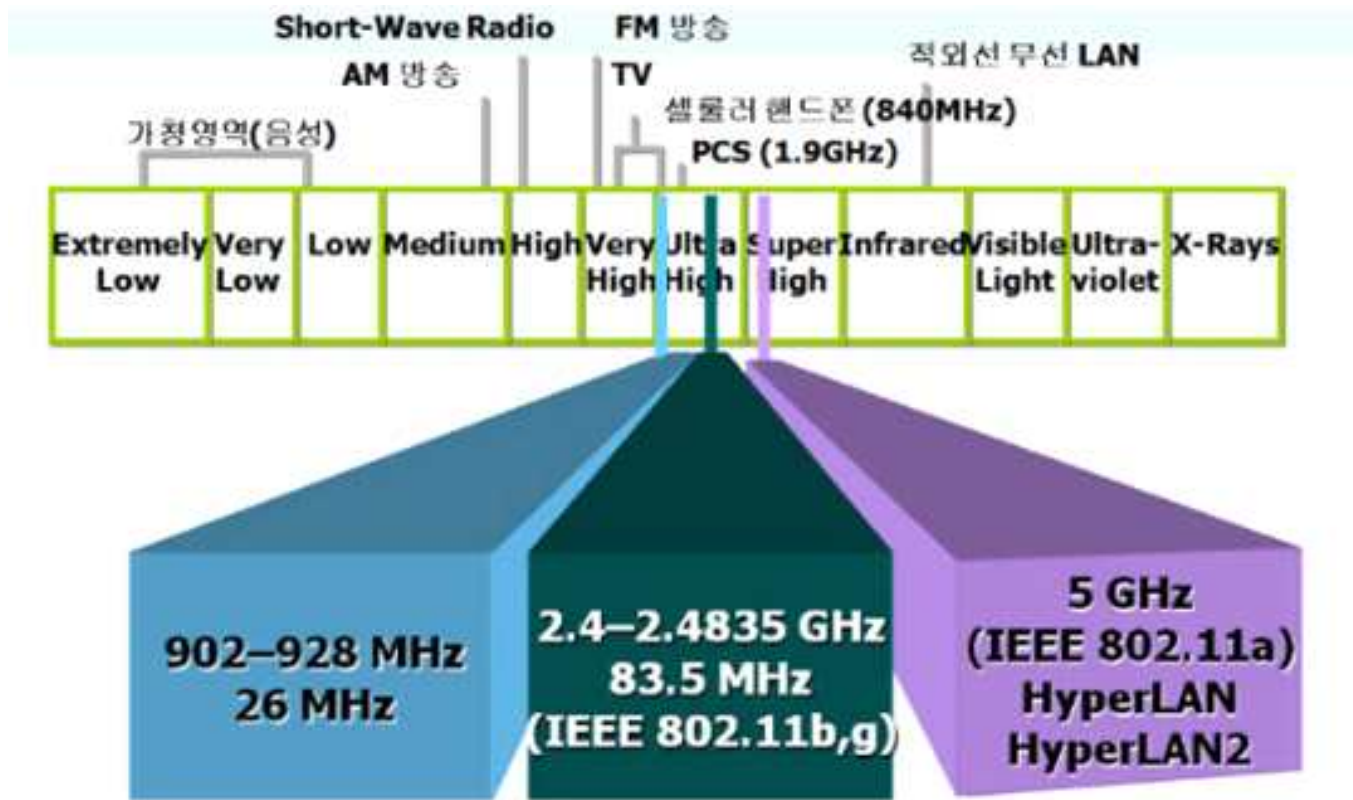 Short-Wave Radio
FM 방송
AM 방송
TV
적외선 무선 LAN
가청영역(음성)
셀룰러 핸드폰 (840MHz)
PCS (1.9GHz)
Extremely Low
Very Low
Low
Medium
High
Very High
Ultra High
Super High
Infrared
Visible Light
Ultra-violet
X-Rays
902–928 MHz
26 MHz
2.4–2.4835 GHz
83.5 MHz
(IEEE 802.11b,g)
5 GHz
(IEEE 802.11a)
HyperLAN
HyperLAN2